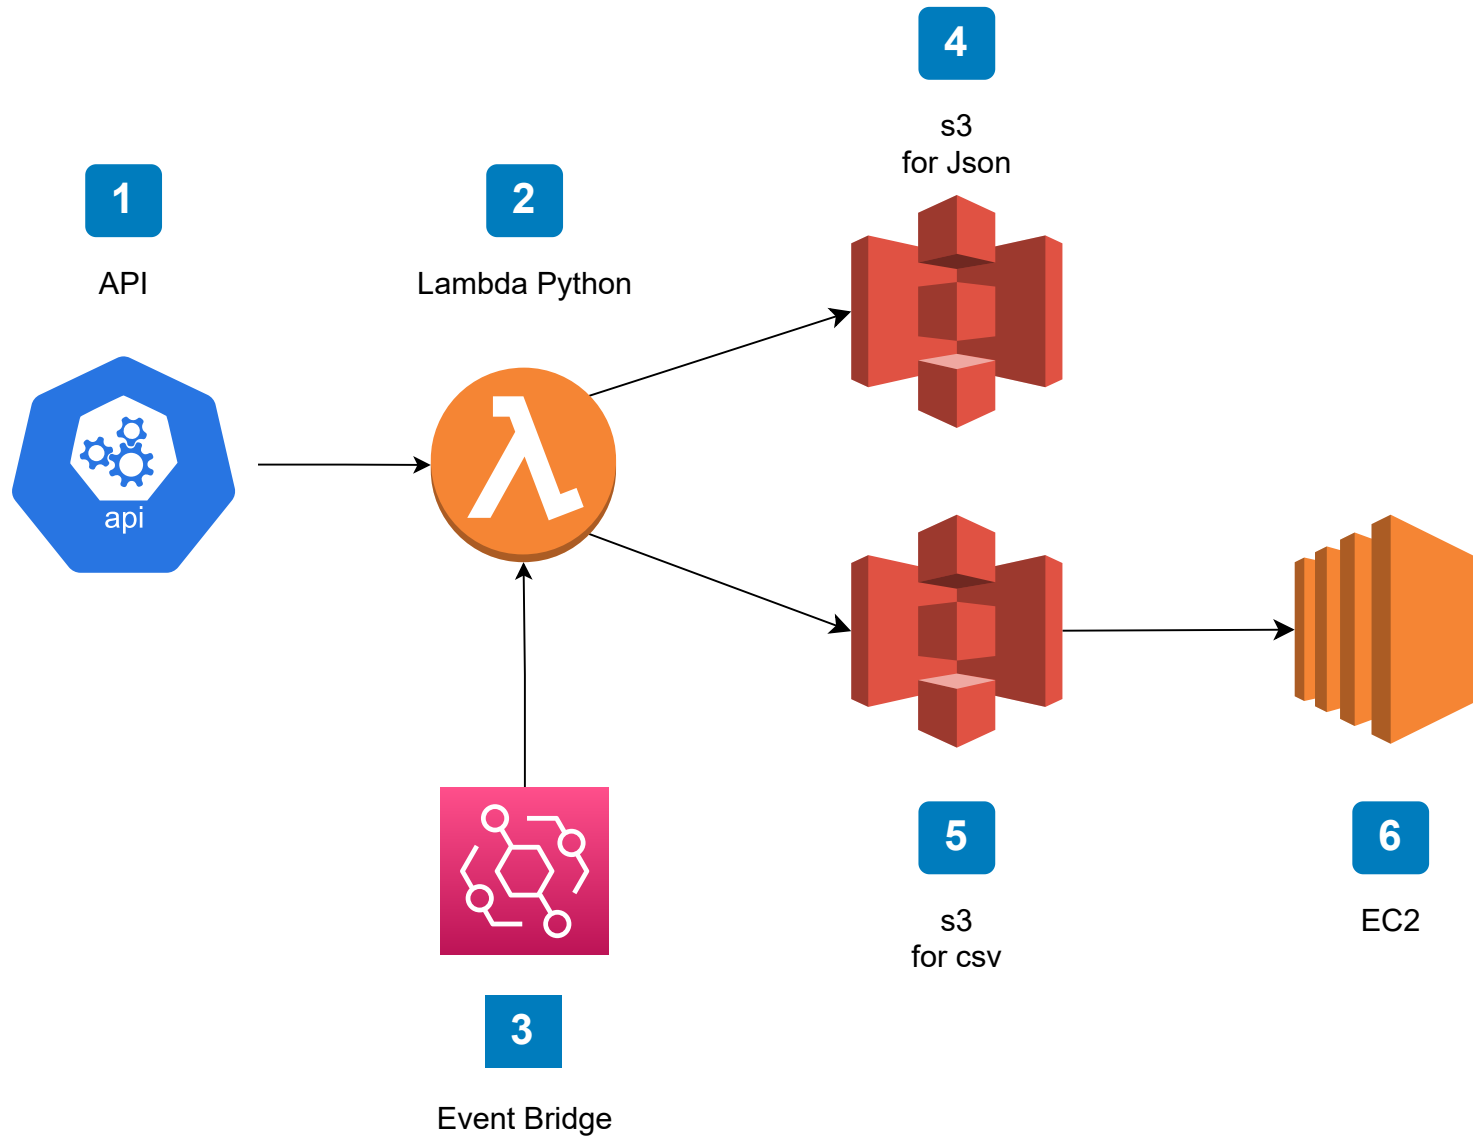 1
API
api
2
Lambda Python
3
Event Bridge
4
s3
for Json
5
s3
for csv
6
EC2